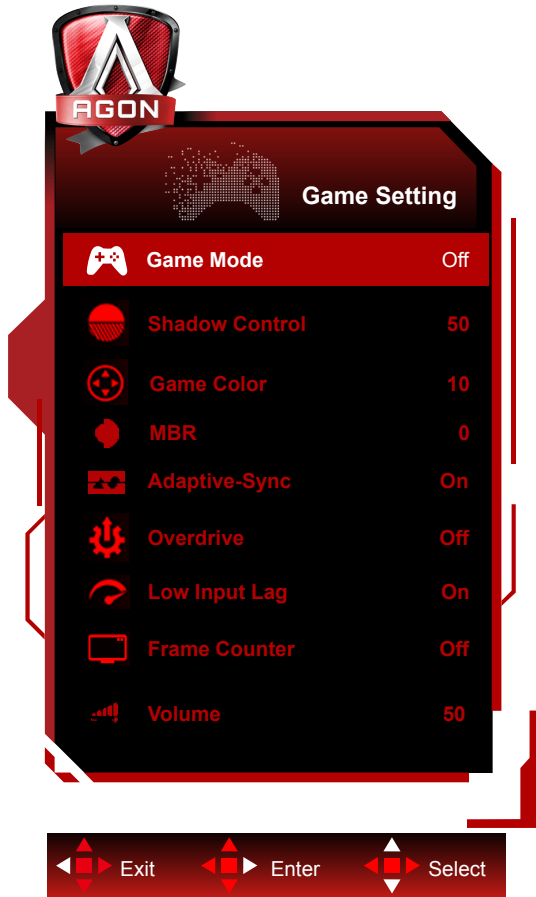 AGON
Game Setting
Game Mode Off
Shadow Control 50
Game Color 10
MBR 0
Adaptive-Sync On
Overdrive Off
Low Input Lag On
Frame Counter Off
Volume 50
Exit Enter Select